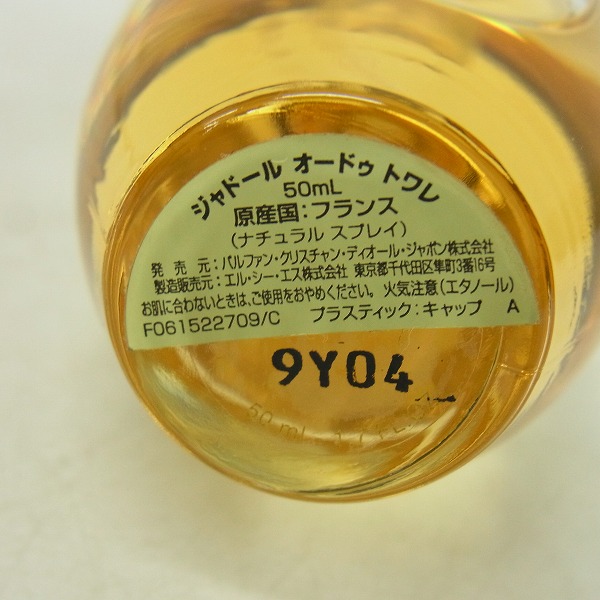 ジャドール オードゥ トワレ
50mL
原産国：フランス
（ナチュラル スプレイ）
発 売 元：パルファン・クリスチャン・ディオール・ジャポン株式会社
製造販売元：エル・シー・エス株式会社 東京都千代田区隼町3番16号
お肌に合わないときは、ご使用をおやめください。火気注意（エタノール）
F061522709/C プラスティック：キャップ A
9Y04
50 ml - 1.7 FL.